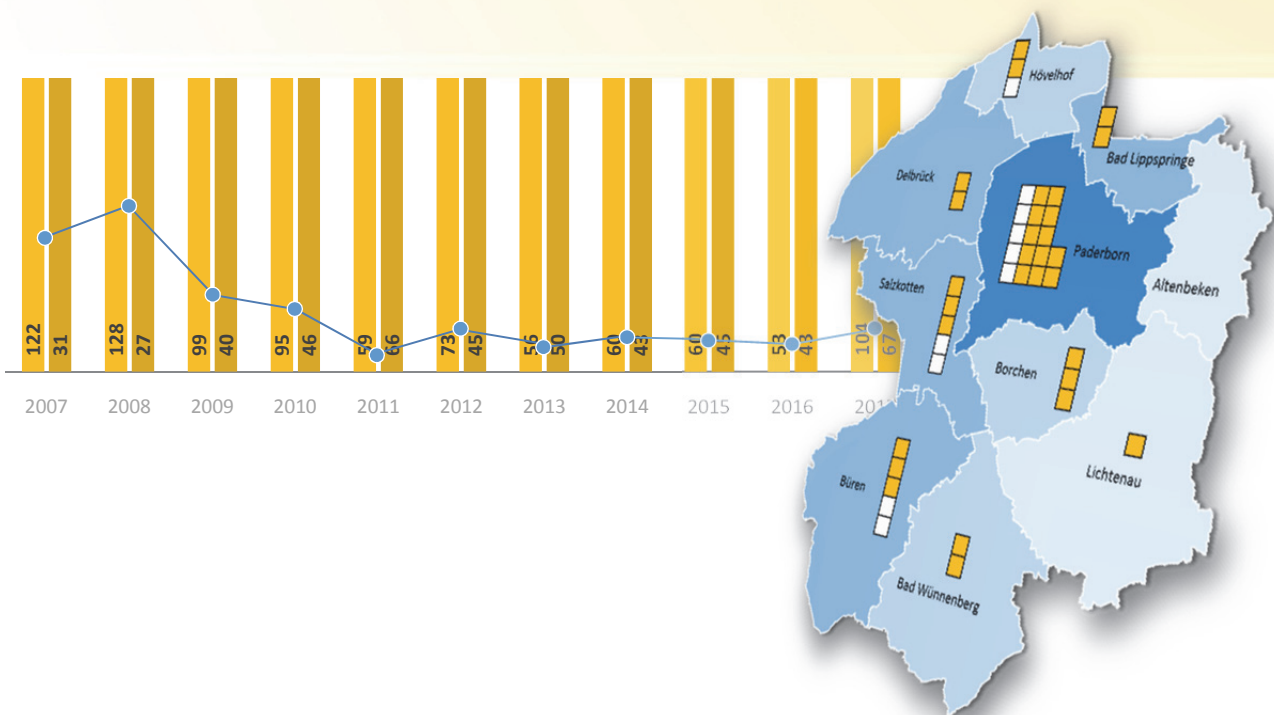 122 31 128 27 99 40 95 46 59 66 73 45 56 50 60 43 60 45 53 43 104 67
2007 2008 2009 2010 2011 2012 2013 2014 2015 2016
Hövelhof
Bad Lippspringe
Delbrück
Paderborn
Salzkotten
Altenbeken
Borchen
Lichtenau
Büren
Bad Wünnenberg